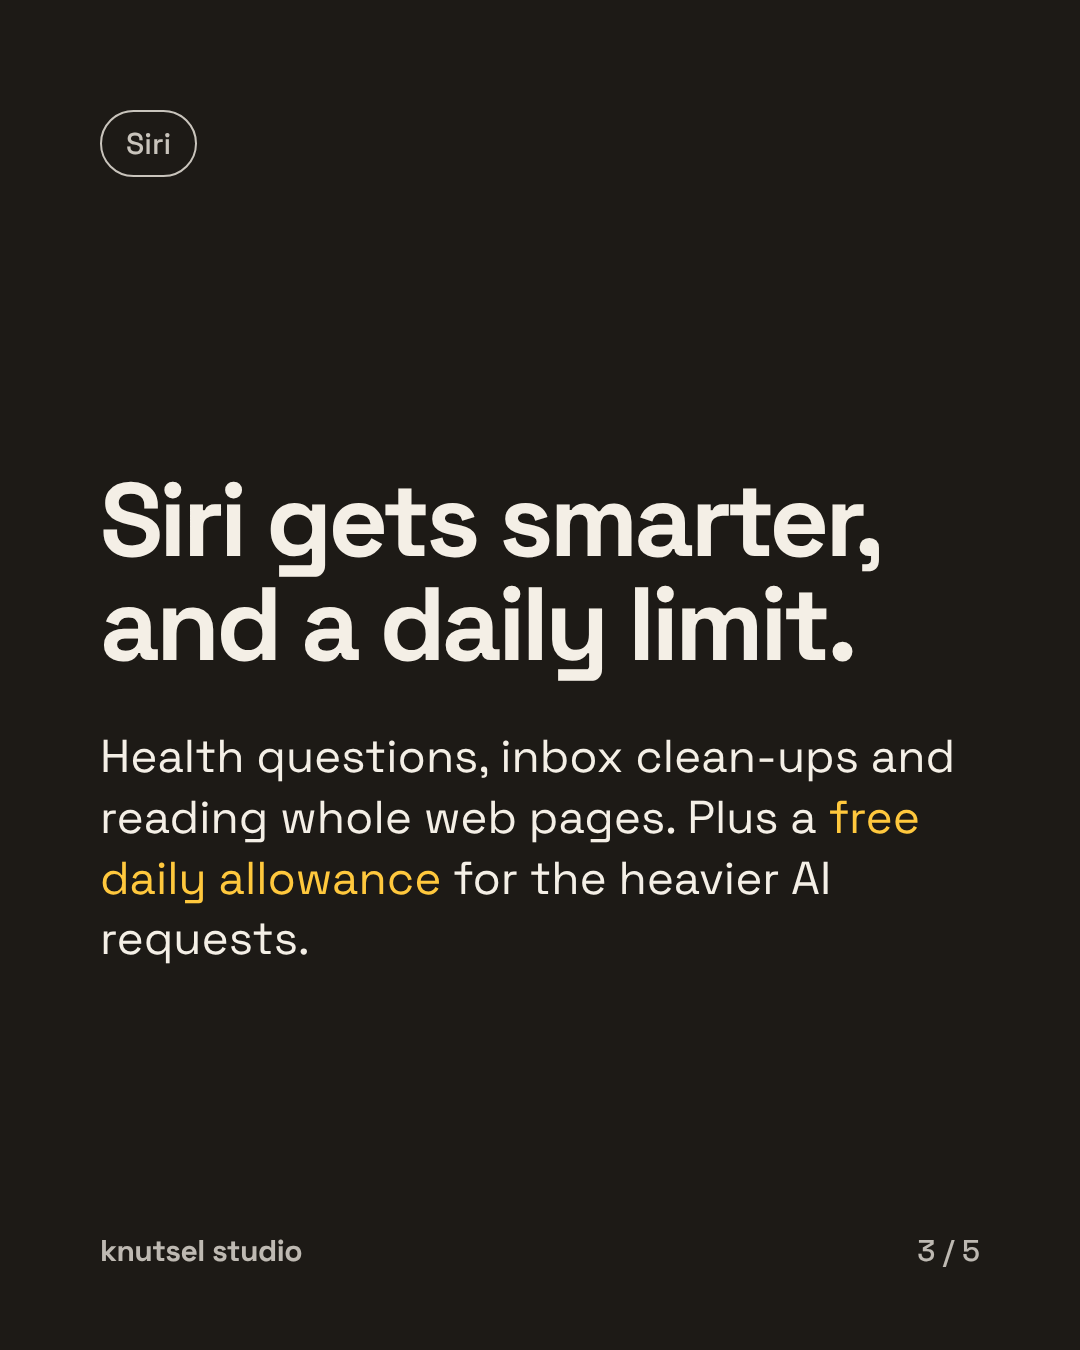 Siri
Siri gets smarter,
and a daily limit.
Health questions, inbox clean-ups and
reading whole web pages. Plus a free
daily allowance for the heavier AI
requests.
knutsel studio
3 / 5